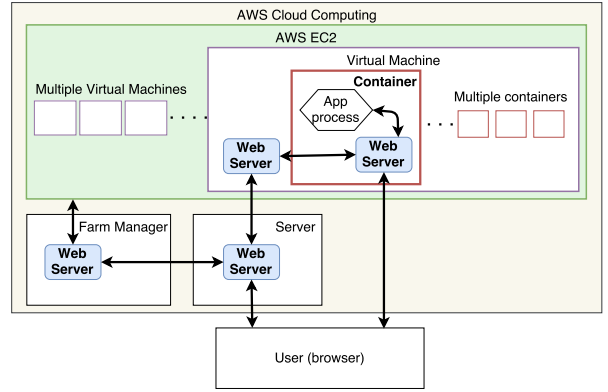 AWS Cloud Computing
AWS EC2
Virtual Machine
Multiple Virtual Machines
Container
App
process
Multiple containers
Web
Server
Web
Server
Farm Manager
Server
Web
Server
Web
Server
User (browser)